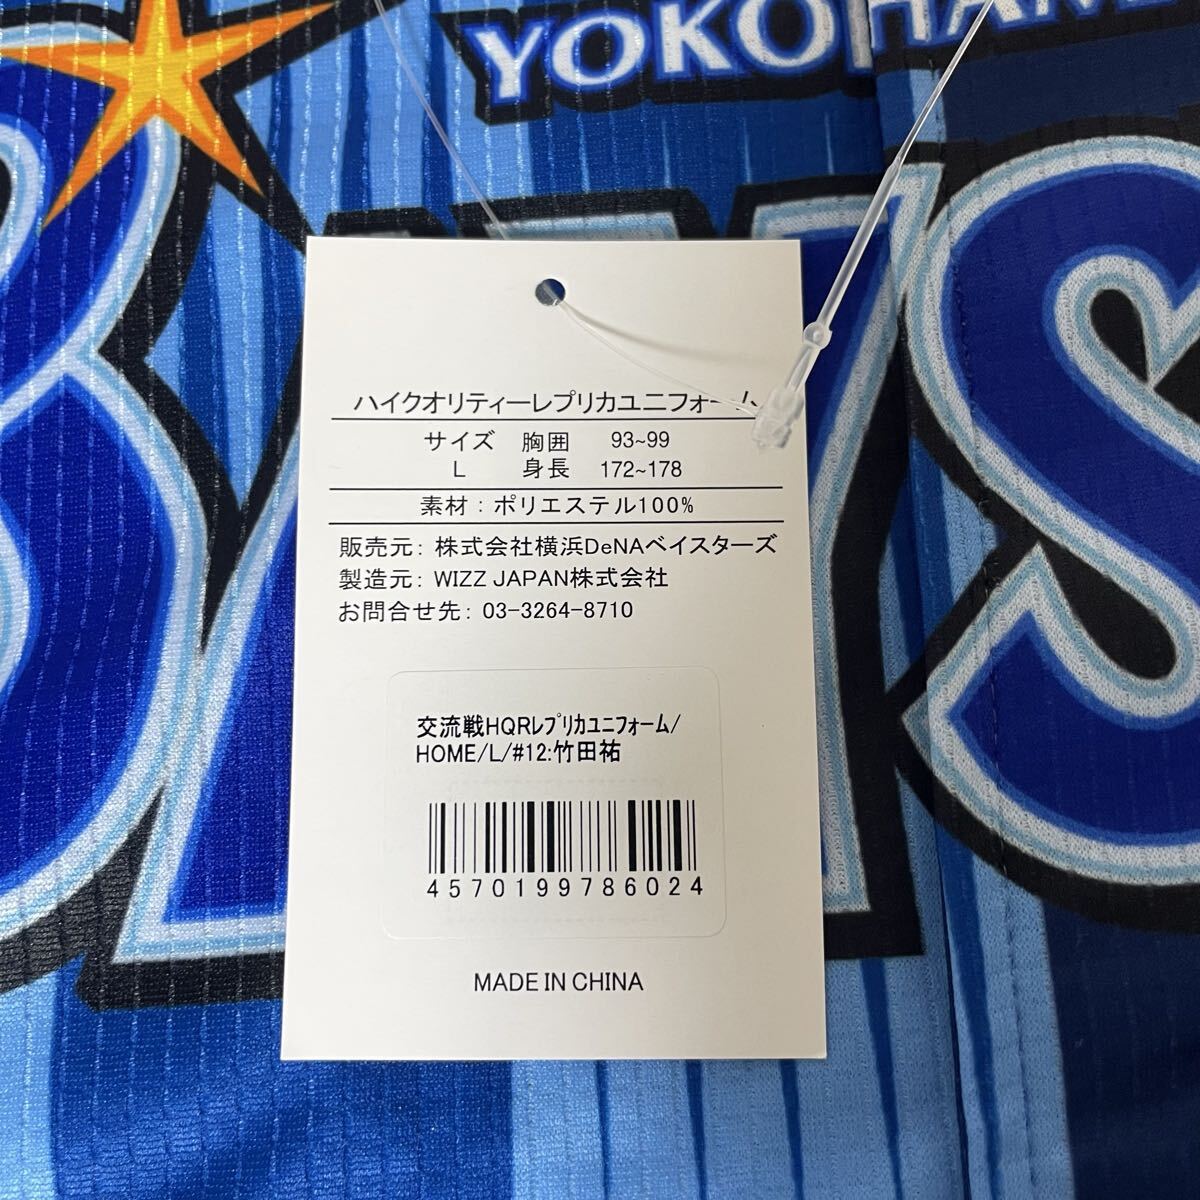 YOKOHAM
BAYS
ハイクオリティーレプリカユニフォーム
サイズ 胸囲 93~99
L 身長 172~178
素材：ポリエステル100%
販売元：株式会社横浜DeNAベイスターズ
製造元：WIZZ JAPAN株式会社
お問合せ先：03-3264-8710
交流戦HQRﾚﾌﾟﾘｶﾕﾆﾌｫｰﾑ/
HOME/L/#12:竹田祐
4570199786024
MADE IN CHINA